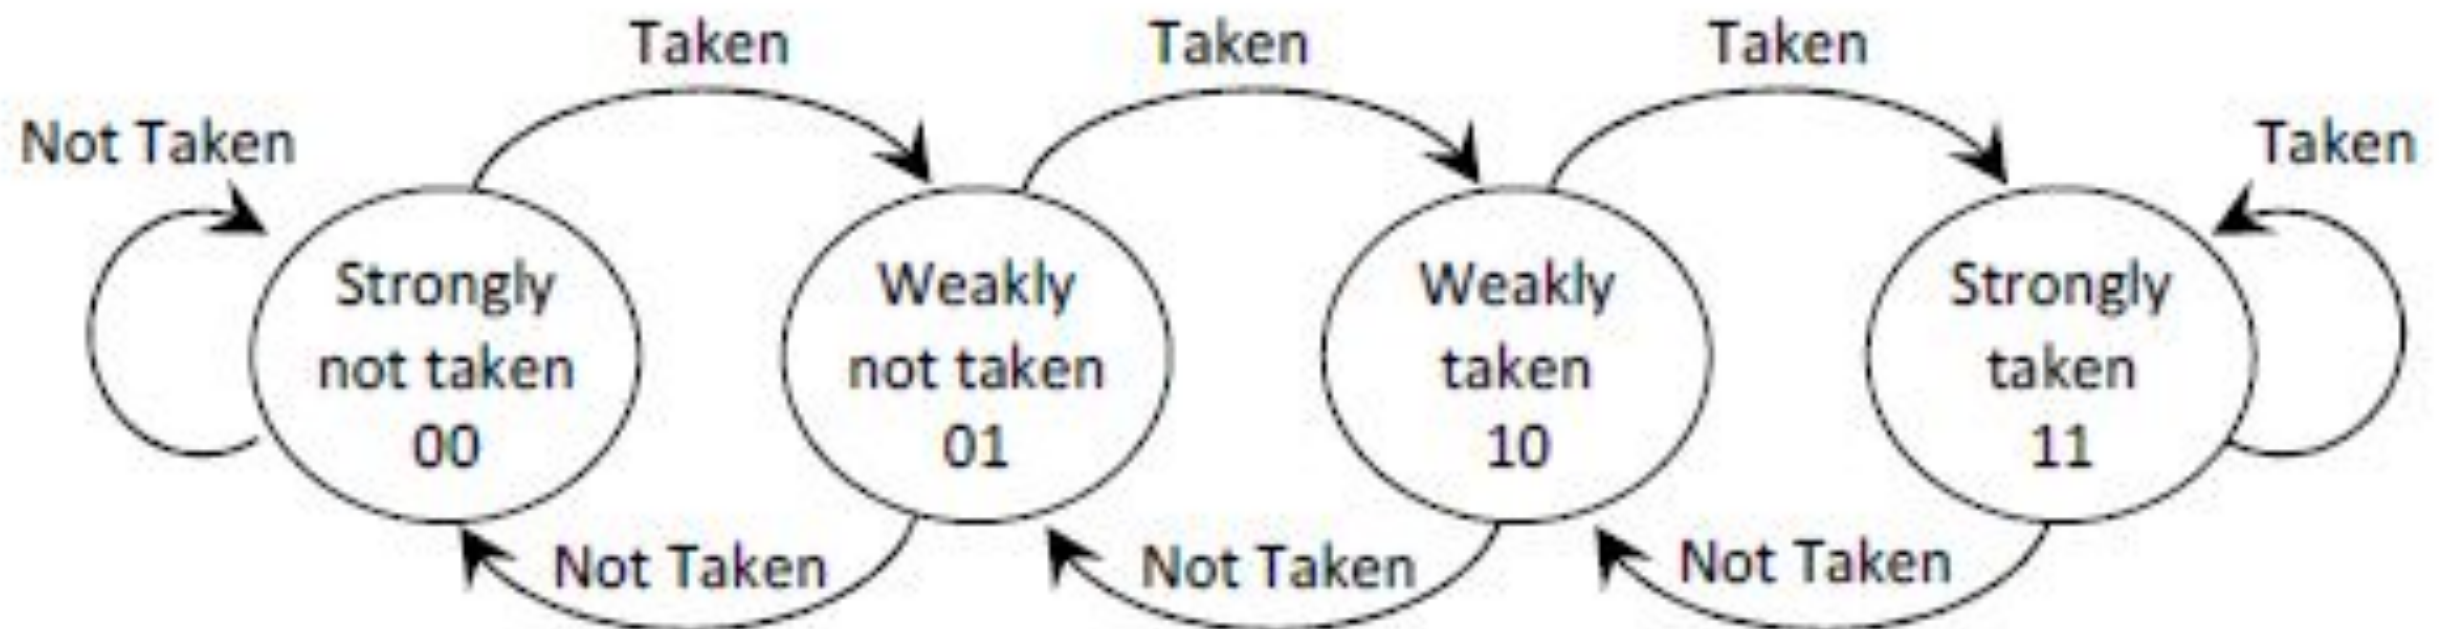 Taken
Taken
Taken
Not Taken
Taken
Strongly
not taken
00
Weakly
not taken
01
Weakly
taken
10
Strongly
taken
11
Not Taken
Not Taken
Not Taken